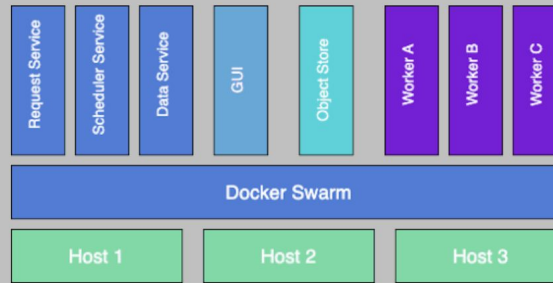 Request Service
Scheduler Service
Data Service
GUI
Object Store
Worker A
Worker B
Worker C
Docker Swarm
Host 1
Host 2
Host 3